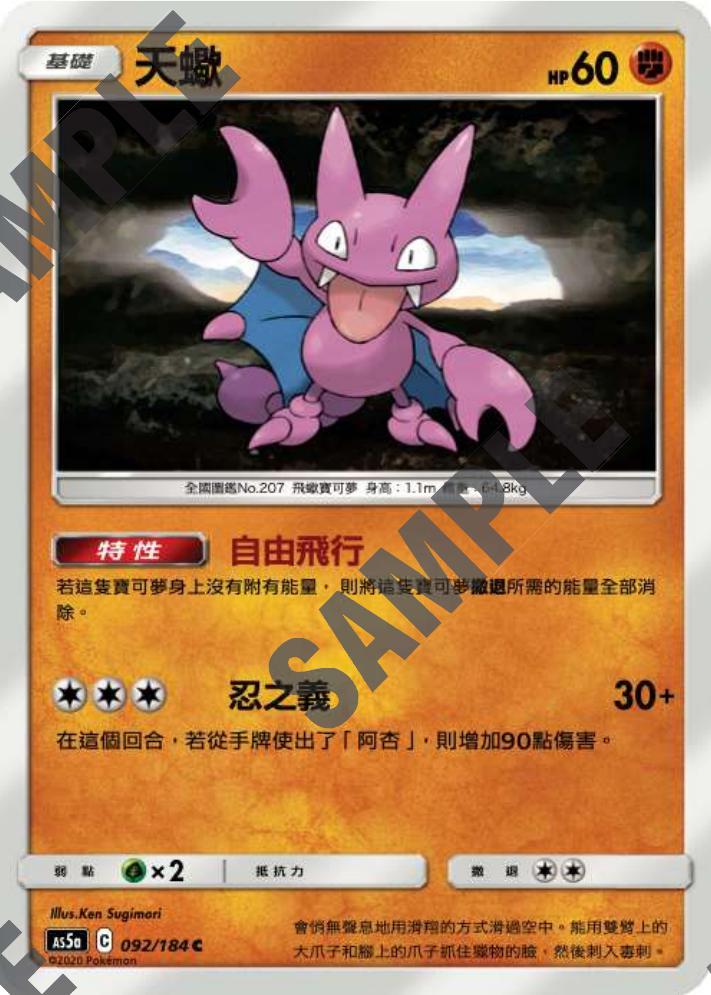 基礎 天蠍 HP60
全國圖鑑No.207 飛蠍寶可夢 身高：1.1m 體重：64.8kg
特性 自由飛行
若這隻寶可夢身上沒有附有能量， 則將這隻寶可夢撤退所需的能量全部消
除。
忍之義 30+
在這個回合，若從手牌使出了「阿杏」，則增加90點傷害。
弱點 ×2 抵抗力 撤退
Illus.Ken Sugimori
AS5a C 092/184 C
©2020 Pokémon
會悄無聲息地用滑翔的方式滑過空中。能用雙臂上的
大爪子和腳上的爪子抓住獵物的臉，然後刺入毒刺。
SAMPLE
SAMPLE